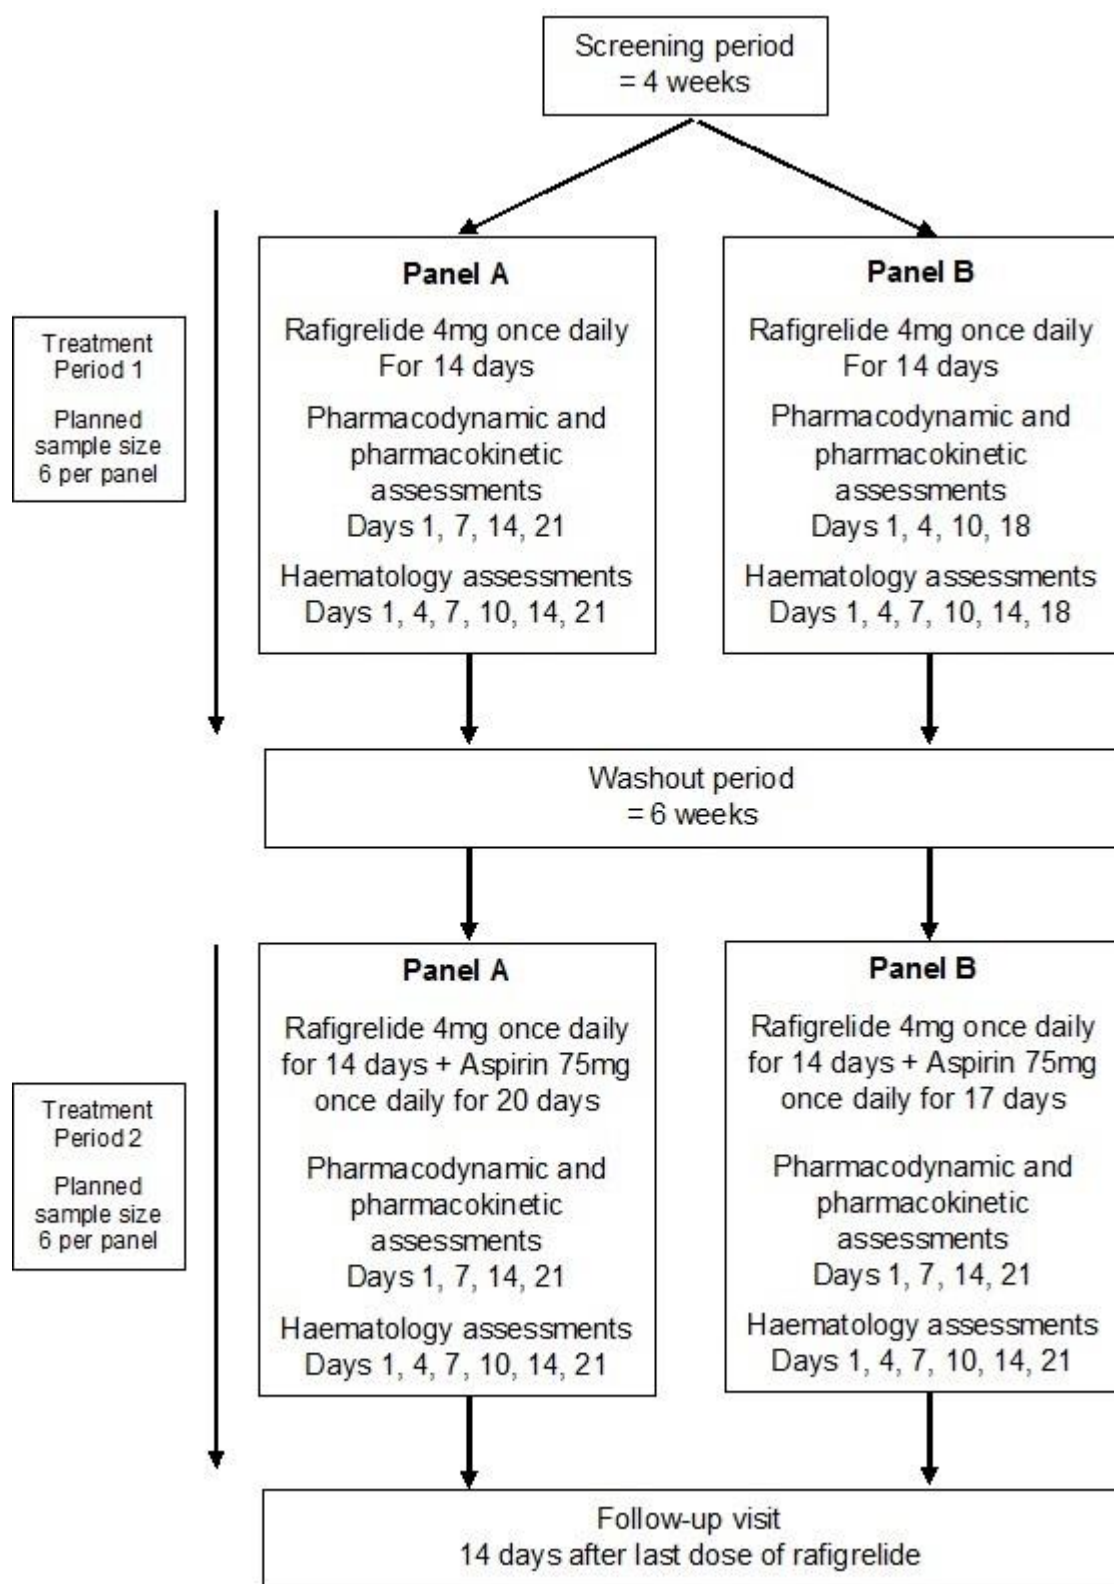 Screening period
= 4 weeks
Treatment
Period 1
Planned
sample size
6 per panel
Panel A
Rafigrelide 4mg once daily
For 14 days
Pharmacodynamic and
pharmacokinetic
assessments
Days 1, 7, 14, 21
Haematology assessments
Days 1, 4, 7, 10, 14, 21
Panel B
Rafigrelide 4mg once daily
For 14 days
Pharmacodynamic and
pharmacokinetic
assessments
Days 1, 4, 10, 18
Haematology assessments
Days 1, 4, 7, 10, 14, 18
Washout period
= 6 weeks
Treatment
Period 2
Planned
sample size
6 per panel
Panel A
Rafigrelide 4mg once daily
for 14 days + Aspirin 75mg
once daily for 20 days
Pharmacodynamic and
pharmacokinetic
assessments
Days 1, 7, 14, 21
Haematology assessments
Days 1, 4, 7, 10, 14, 21
Panel B
Rafigrelide 4mg once daily
for 14 days + Aspirin 75mg
once daily for 17 days
Pharmacodynamic and
pharmacokinetic
assessments
Days 1, 7, 14, 21
Haematology assessments
Days 1, 4, 7, 10, 14, 21
Follow-up visit
14 days after last dose of rafigrelide